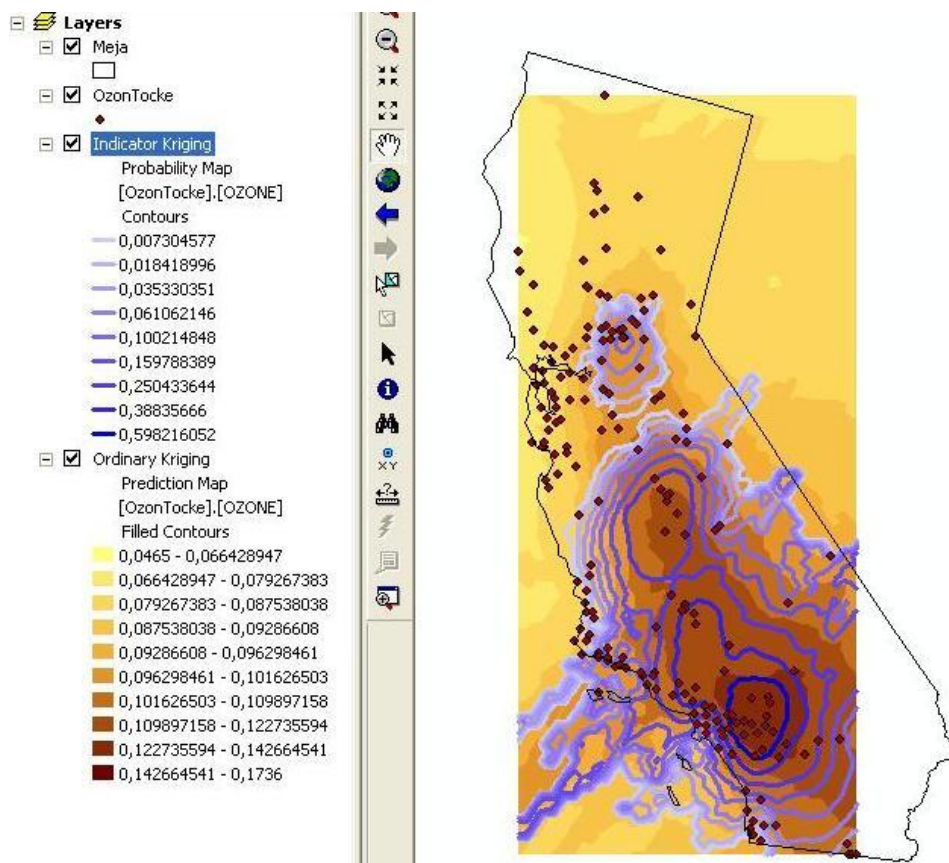 Layers
Meja
OzonTocke
Indicator Kriging
Probability Map
[OzonTocke].[OZONE]
Contours
0,007304577
0,018418996
0,035330351
0,061062146
0,100214848
0,159788389
0,250433644
0,38835666
0,598216052
Ordinary Kriging
Prediction Map
[OzonTocke].[OZONE]
Filled Contours
0,0465 - 0,066428947
0,066428947 - 0,079267383
0,079267383 - 0,087538038
0,087538038 - 0,09286608
0,09286608 - 0,096298461
0,096298461 - 0,101626503
0,101626503 - 0,109897158
0,109897158 - 0,122735594
0,122735594 - 0,142664541
0,142664541 - 0,1736
XY